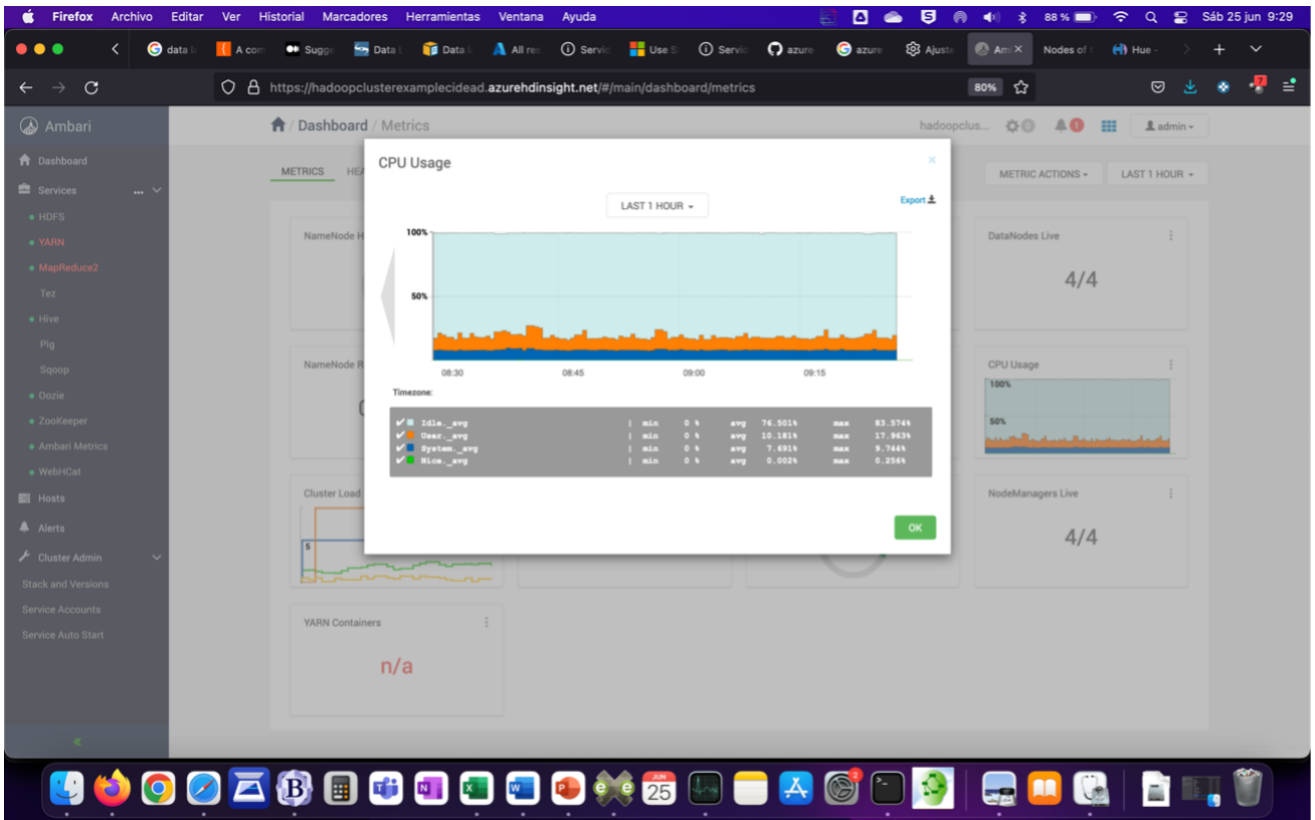 Firefox Archivo Editar Ver Historial Marcadores Herramientas Ventana Ayuda 88 % Sáb 25 jun 9:29
data l A com Sugge Data L Data l All res Servic Use S Servic azure azure Ajuste Am Nodes of t Hue -
https://hadoopclusterexamplecidead.azurehdinsight.net/#/main/dashboard/metrics 80%
Ambari
Dashboard / Metrics hadoopclus... 0 1 admin
Dashboard
Services ...
HDFS
YARN
MapReduce2
Tez
Hive
Pig
Sqoop
Oozie
ZooKeeper
Ambari Metrics
WebHCat
Hosts
Alerts
Cluster Admin
Stack and Versions
Service Accounts
Service Auto Start
METRICS HEA
METRIC ACTIONS LAST 1 HOUR
NameNode H
DataNodes Live
4/4
NameNode R
CPU Usage
100%
50%
Cluster Load
5
NodeManagers Live
4/4
YARN Containers
n/a
CPU Usage
LAST 1 HOUR
Export
100%
50%
08:30 08:45 09:00 09:15
Timezone:
Idle._avg | min 0 % avg 76.501% max 83.574%
User._avg | min 0 % avg 10.181% max 17.963%
System._avg | min 0 % avg 7.691% max 9.744%
Nice._avg | min 0 % avg 0.002% max 0.256%
OK
JUN
25
2